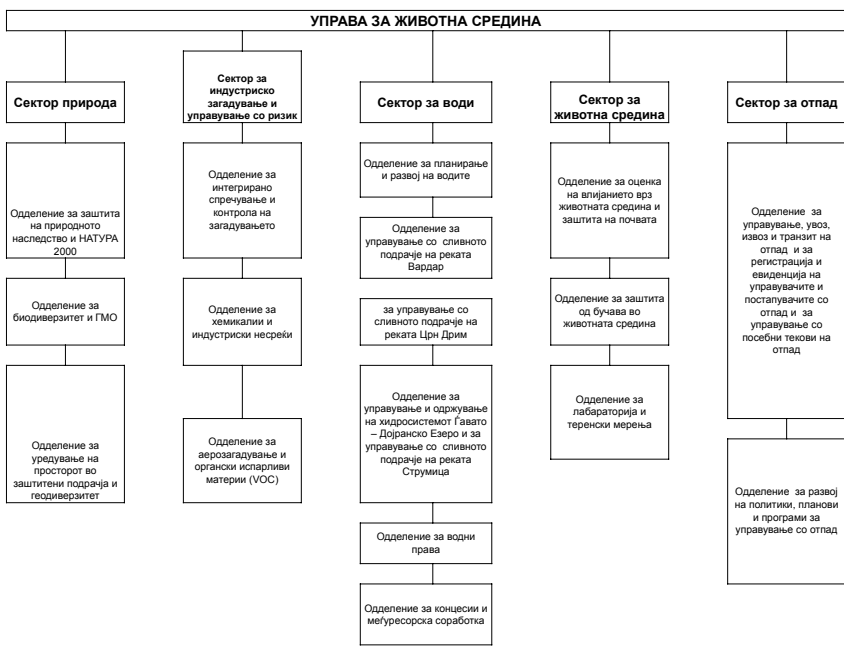 УПРАВА ЗА ЖИВОТНА СРЕДИНА
Сектор природа
Одделение за заштита
на природното
наследство и НАТУРА
2000
Одделение за
биодиверзитет и ГМО
Одделение за
уредување на
просторот во
заштитени подрачја и
геодиверзитет
Сектор за
индустриско
загадување и
управување со ризик
Одделение за
интегрирано
спречување и
контрола на
загадувањето
Одделение за
хемикалии и
индустриски несреќи
Одделение за
аерозагадување и
органски испарливи
материи (VOC)
Сектор за води
Одделение за планирање
и развој на водите
Одделение за
управување со сливното
подрачје на реката
Вардар
за управување со
сливното подрачје на
реката Црн Дрим
Одделение за
управување и одржување
на хидросистемот Ѓавато
– Дојранско Езеро и за
управување со сливното
подрачје на реката
Струмица
Одделение за водни
права
Одделение за концесии и
меѓуресорска соработка
Сектор за
животна средина
Одделение за оценка
на влијанието врз
животната средина и
заштита на почвата
Одделение за заштита
од бучава во
животната средина
Одделение за
лабараторија и
теренски мерења
Сектор за отпад
Одделение за
управување, увоз,
извоз и транзит на
отпад и за
регистрација и
евиденција на
управувачите и
постапувачите со
отпад и за
управување со
посебни текови на
отпад
Одделение за развој
на политики, планови
и програми за
управување со отпад